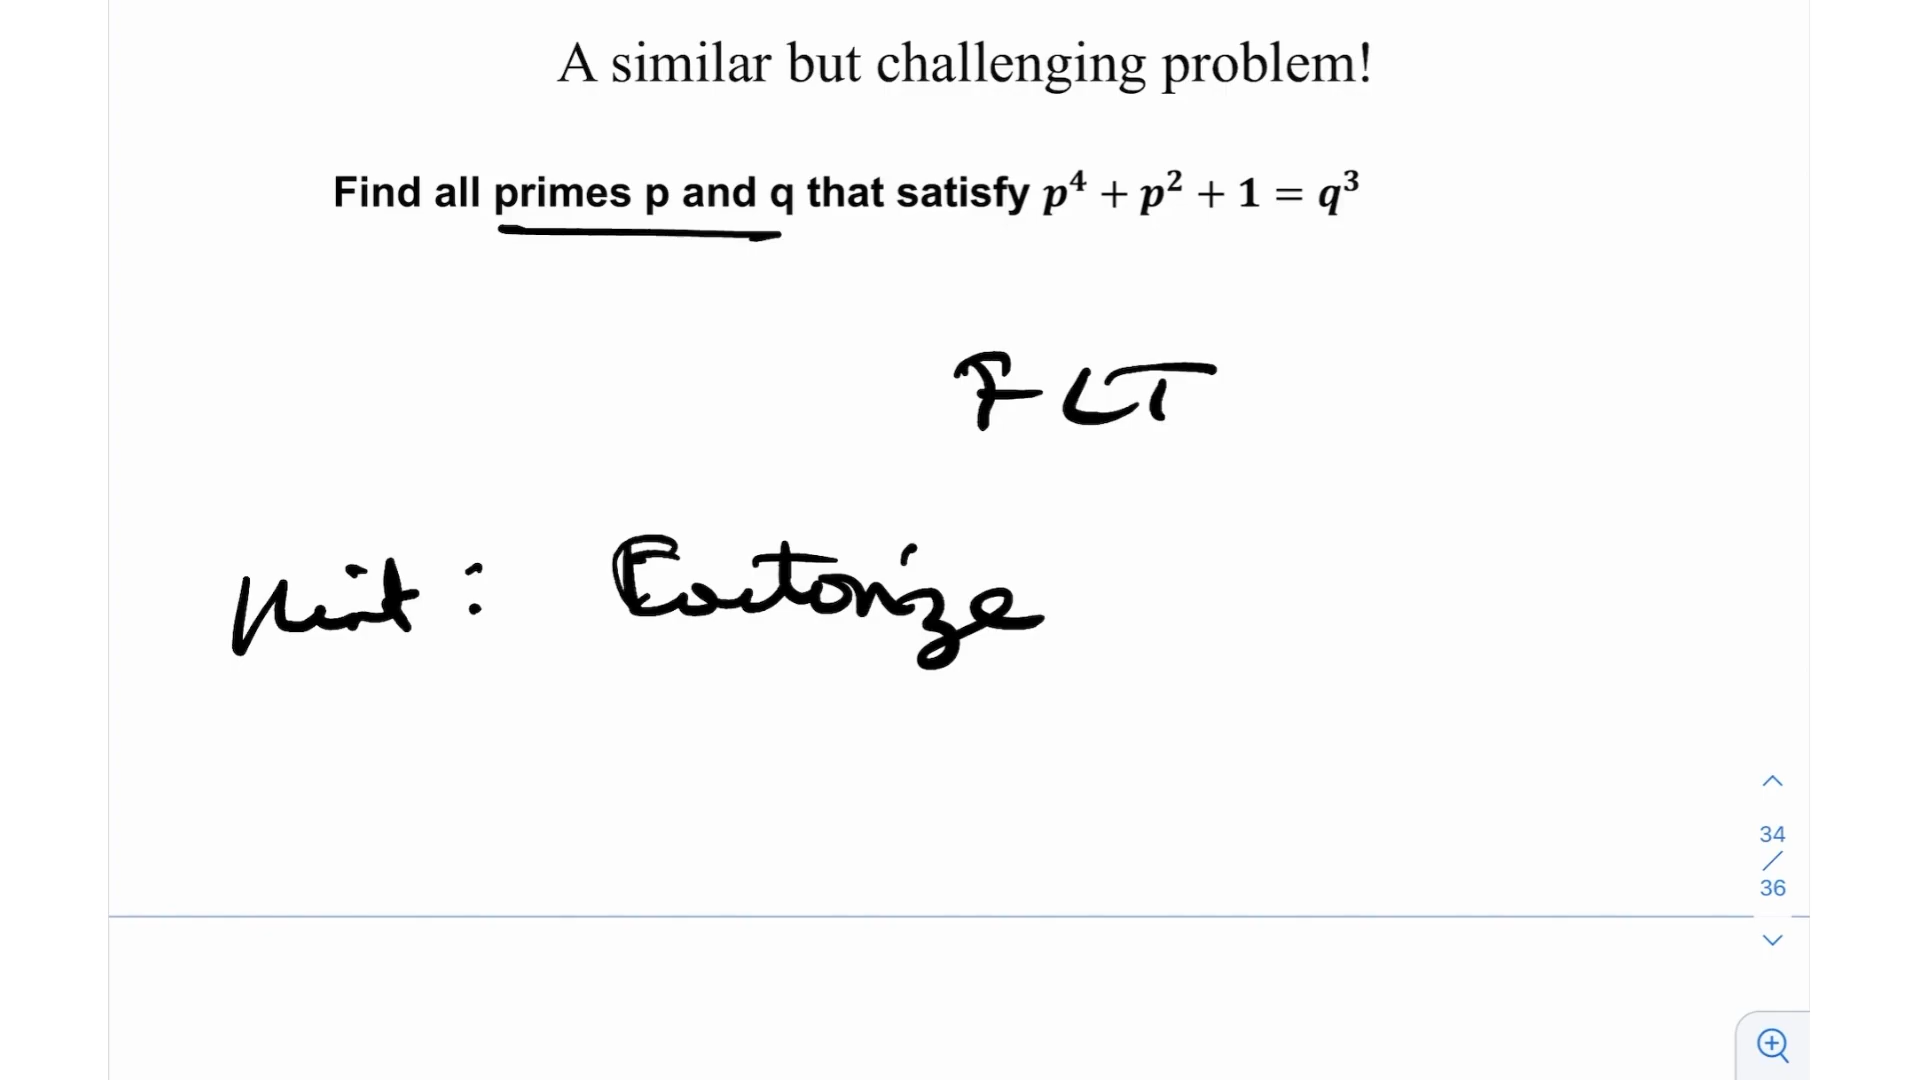 A similar but challenging problem!
Find all primes p and q that satisfy p⁴ + p² + 1 = q³
FLT
Hint : Factorize
34
/
36